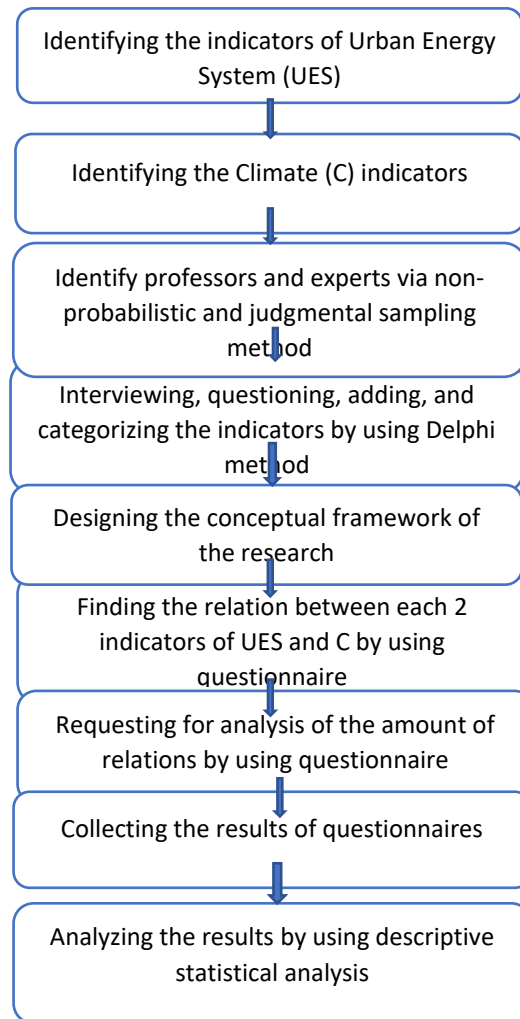 Identifying the indicators of Urban Energy
System (UES)
Identifying the Climate (C) indicators
Identify professors and experts via non-
probabilistic and judgmental sampling
method
Interviewing, questioning, adding, and
categorizing the indicators by using Delphi
method
Designing the conceptual framework of
the research
Finding the relation between each 2
indicators of UES and C by using
questionnaire
Requesting for analysis of the amount of
relations by using questionnaire
Collecting the results of questionnaires
Analyzing the results by using descriptive
statistical analysis